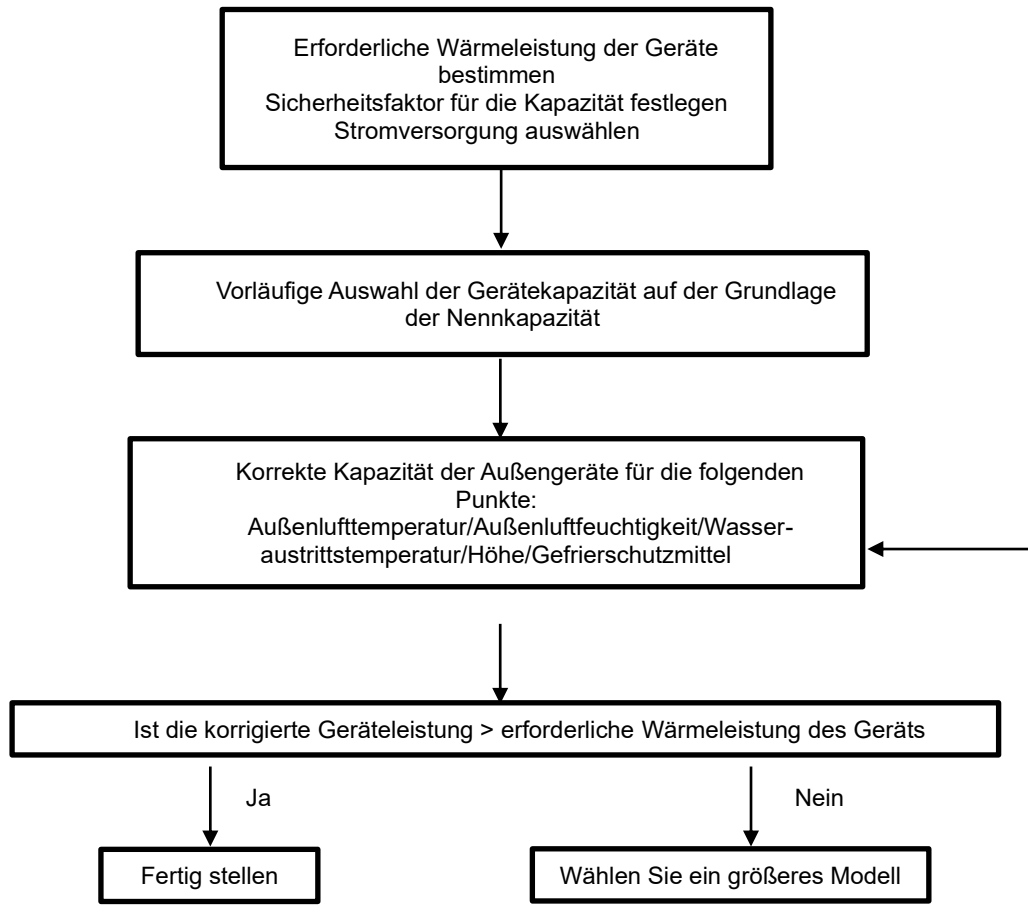 Erforderliche Wärmeleistung der Geräte
bestimmen
Sicherheitsfaktor für die Kapazität festlegen
Stromversorgung auswählen
Vorläufige Auswahl der Gerätekapazität auf der Grundlage
der Nennkapazität
Korrekte Kapazität der Außengeräte für die folgenden
Punkte:
Außenlufttemperatur/Außenluftfeuchtigkeit/Wasser-
austrittstemperatur/Höhe/Gefrierschutzmittel
Ist die korrigierte Geräteleistung > erforderliche Wärmeleistung des Geräts
Ja
Nein
Fertig stellen
Wählen Sie ein größeres Modell